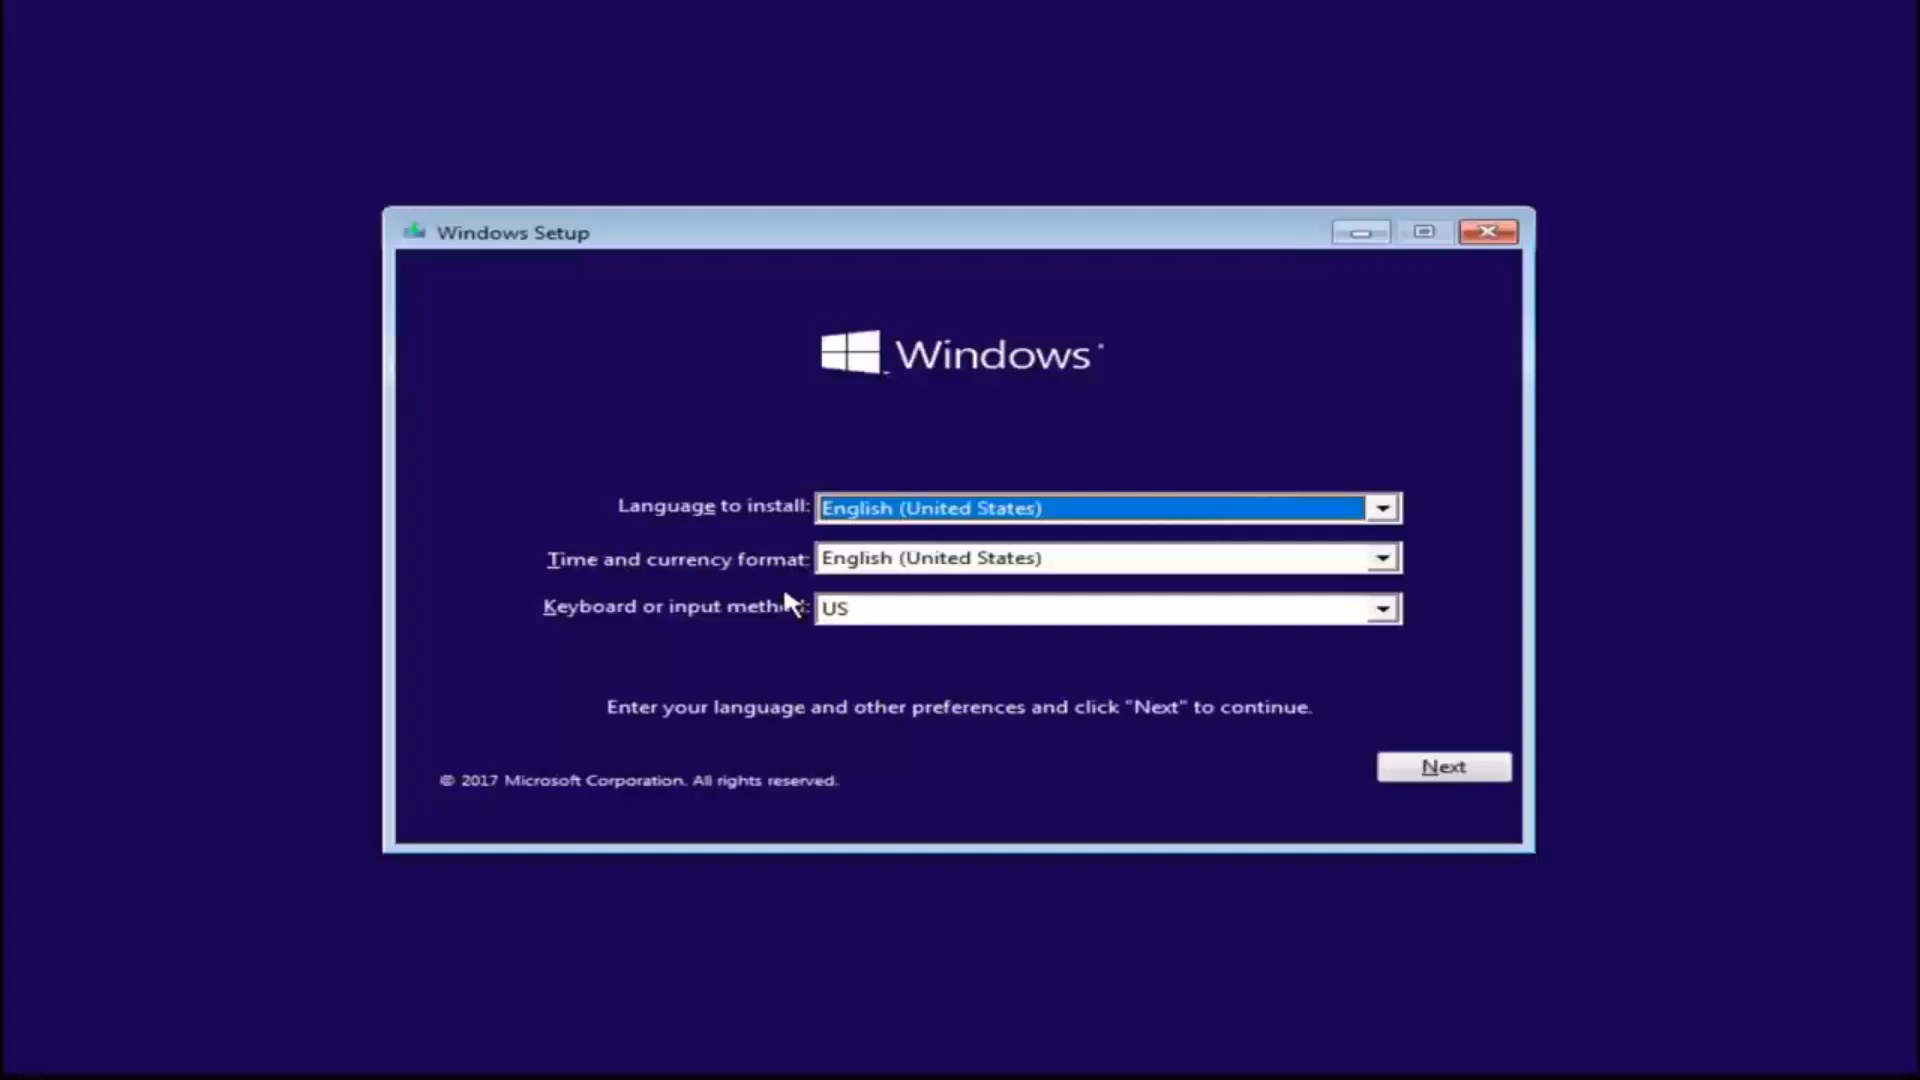 Windows Setup
Windows
Language to install: English (United States)
Time and currency format: English (United States)
Keyboard or input method: US
Enter your language and other preferences and click "Next" to continue.
© 2017 Microsoft Corporation. All rights reserved.
Next